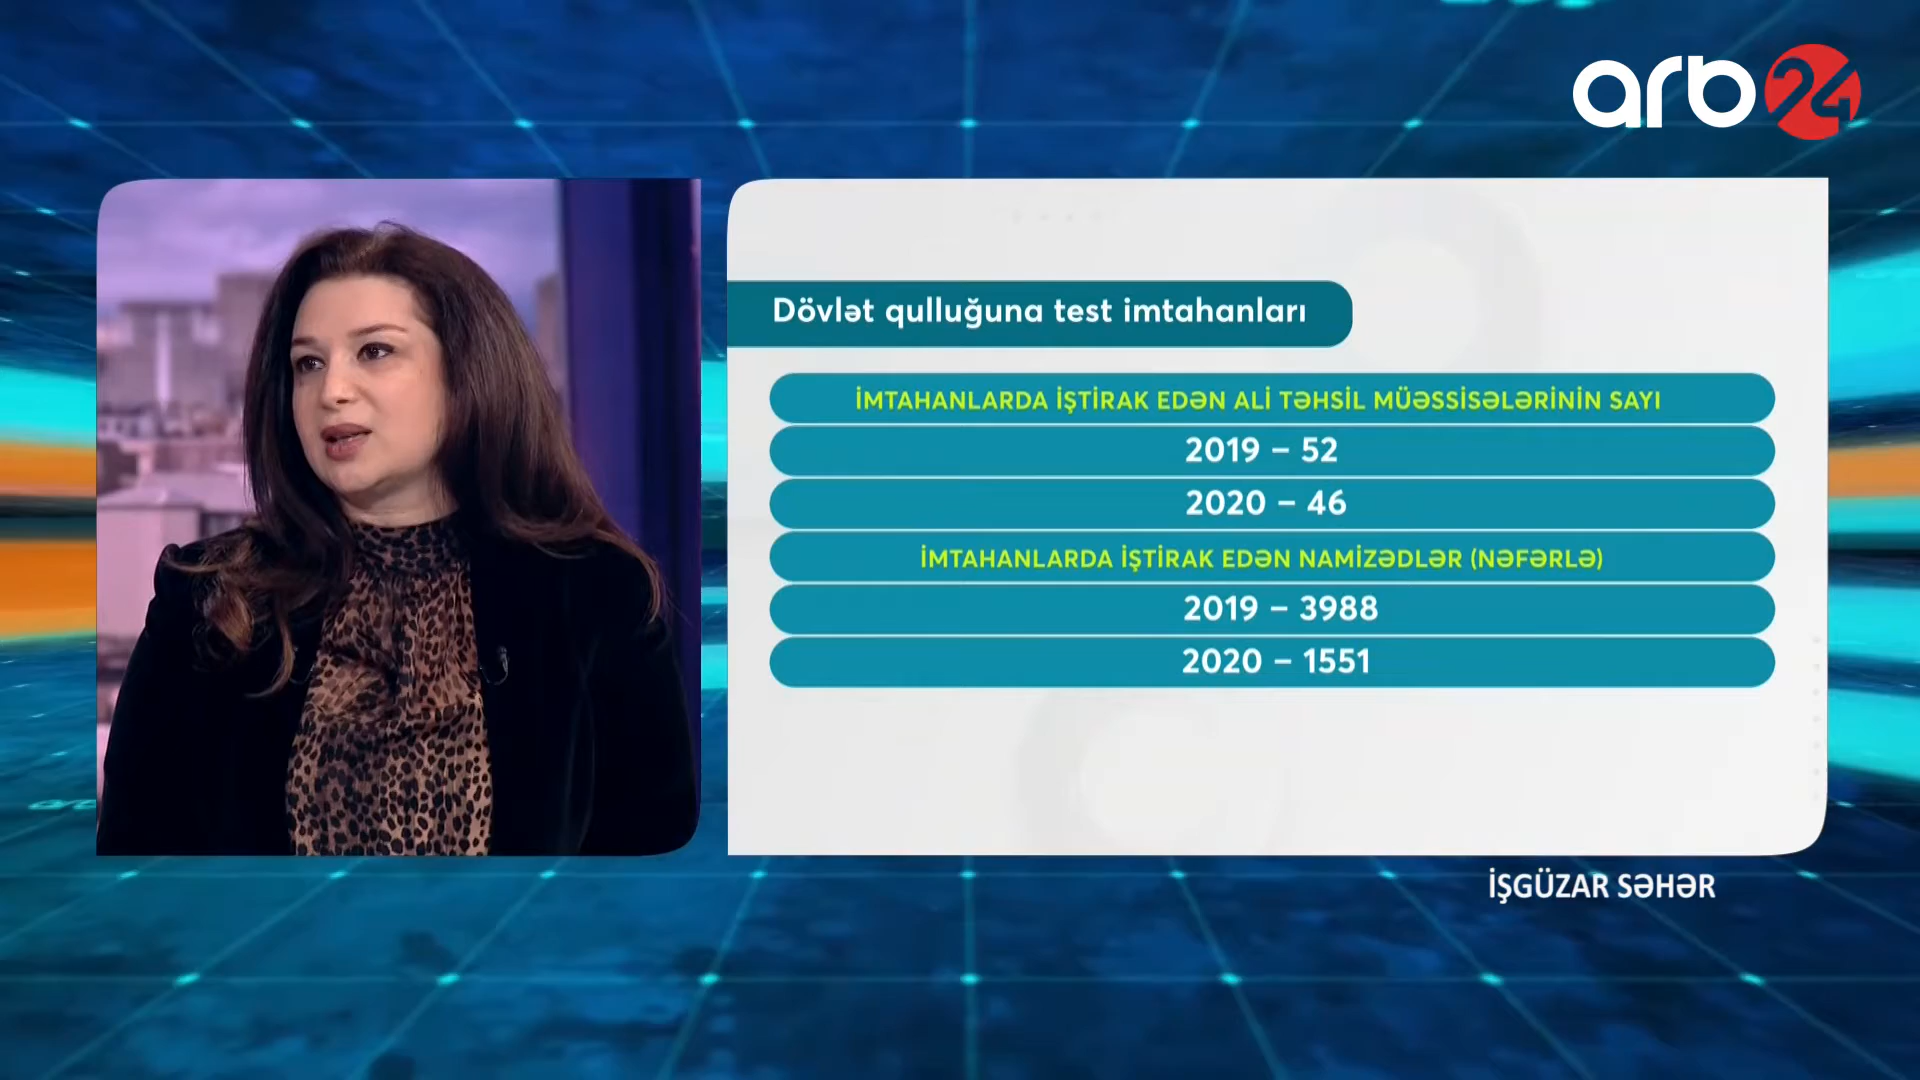 arb24
Dövlət qulluğuna test imtahanları
İMTAHANLARDA İŞTİRAK EDƏN ALİ TƏHSİL MÜƏSSİSƏLƏRİNİN SAYI
2019 – 52
2020 – 46
İMTAHANLARDA İŞTİRAK EDƏN NAMİZƏDLƏR (NƏFƏRLƏ)
2019 – 3988
2020 – 1551
İŞGÜZAR SƏHƏR